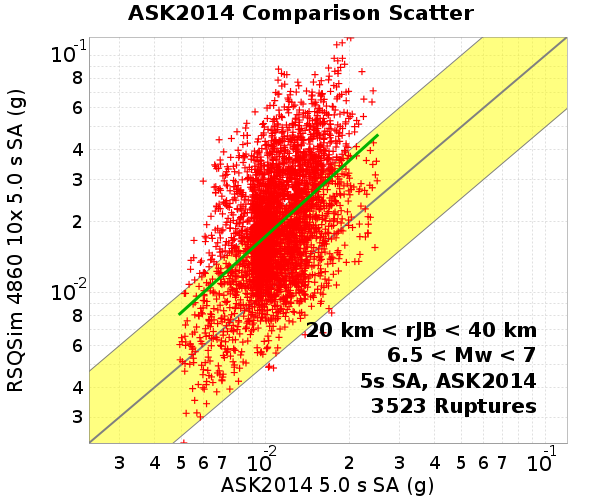 ASK2014 Comparison Scatter
RSQSim 4860 10x 5.0 s SA (g)
10-1
8
6
4
3
2
10-2
8
6
4
3
20 km < rJB < 40 km
6.5 < Mw < 7
5s SA, ASK2014
3523 Ruptures
3 4 5 6 7 10-2 2 3 4 5 6 7 10-1
ASK2014 5.0 s SA (g)